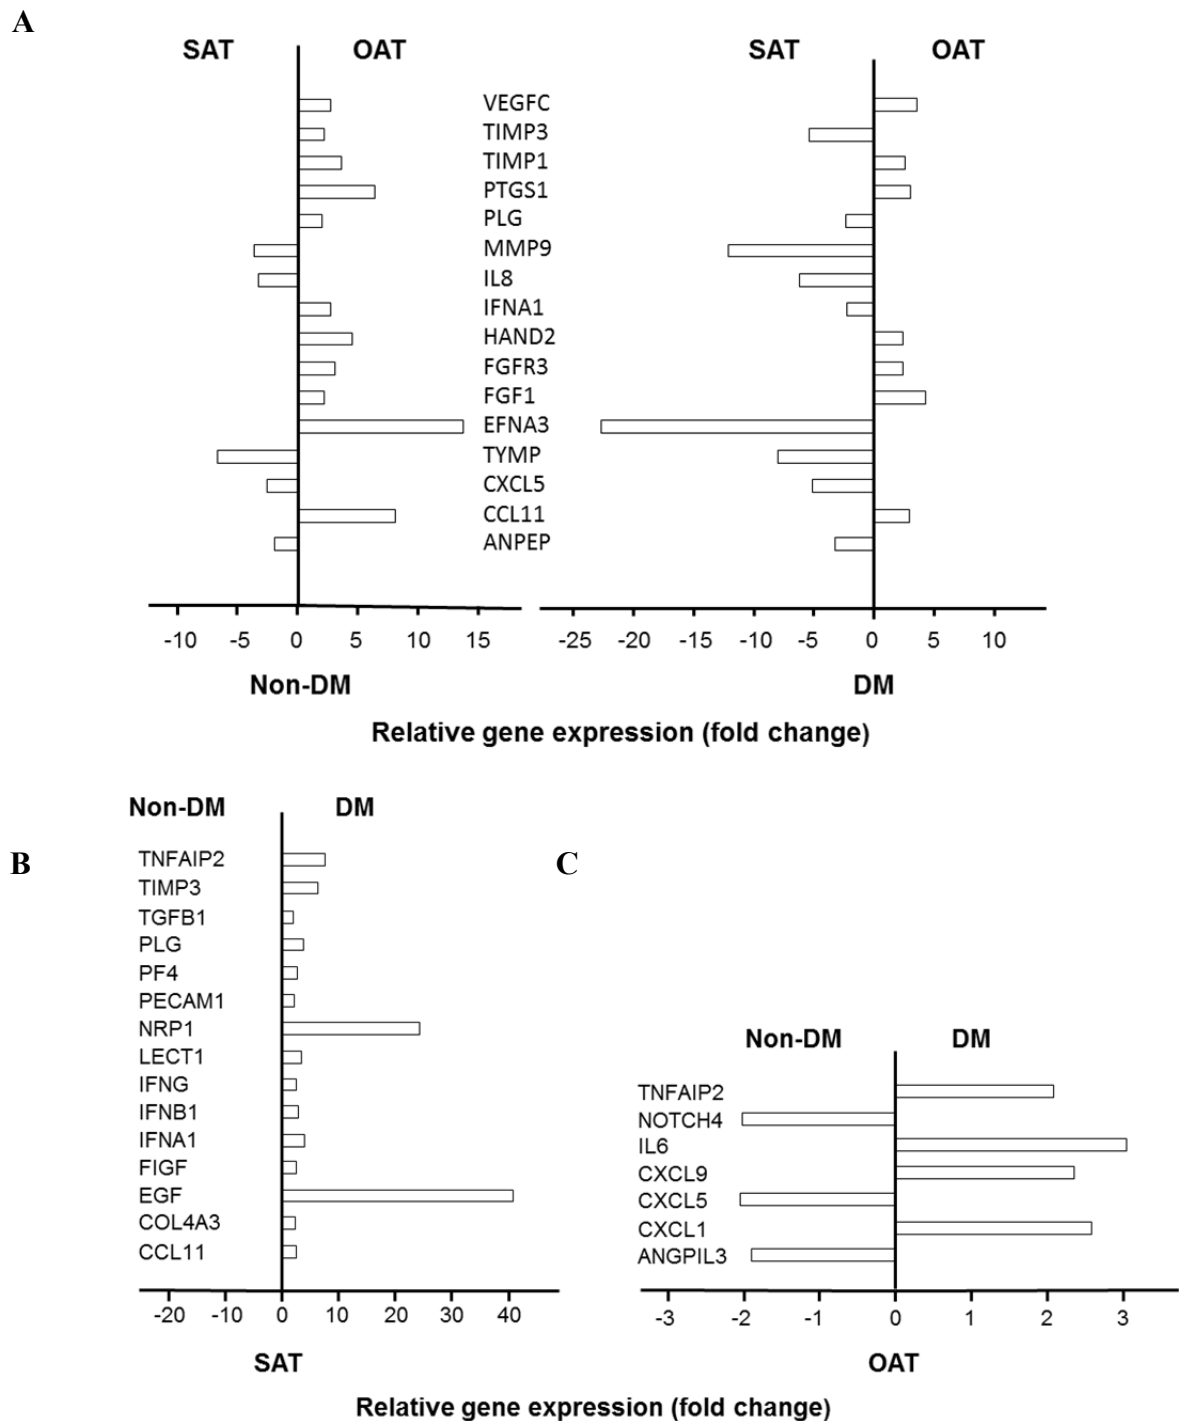 A
SAT OAT SAT OAT
VEGFC
TIMP3
TIMP1
PTGS1
PLG
MMP9
IL8
IFNA1
HAND2
FGFR3
FGF1
EFNA3
TYMP
CXCL5
CCL11
ANPEP
-10 -5 0 5 10 15 -25 -20 -15 -10 -5 0 5 10
Non-DM DM
Relative gene expression (fold change)
B
Non-DM DM
TNFAIP2
TIMP3
TGFB1
PLG
PF4
PECAM1
NRP1
LECT1
IFNG
IFNB1
IFNA1
FIGF
EGF
COL4A3
CCL11
-20 -10 0 10 20 30 40
SAT
C
Non-DM DM
TNFAIP2
NOTCH4
IL6
CXCL9
CXCL5
CXCL1
ANGPIL3
-3 -2 -1 0 1 2 3
OAT
Relative gene expression (fold change)